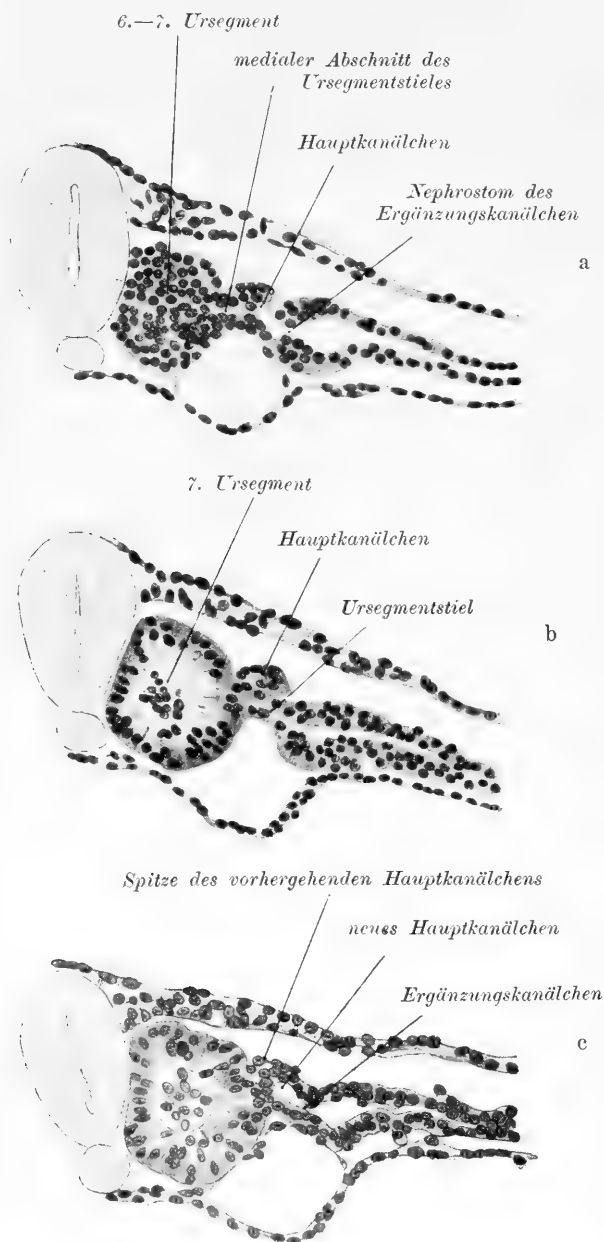 6.—7. Ursegment
medialer Abschnitt des
Ursegmentstieles
Hauptkanälchen
Nephrostom des
Ergänzungskanälchen
a
7. Ursegment
Hauptkanälchen
Ursegmentstiel
b
Spitze des vorhergehenden Hauptkanälchens
neues Hauptkanälchen
Ergänzungskanälchen
c